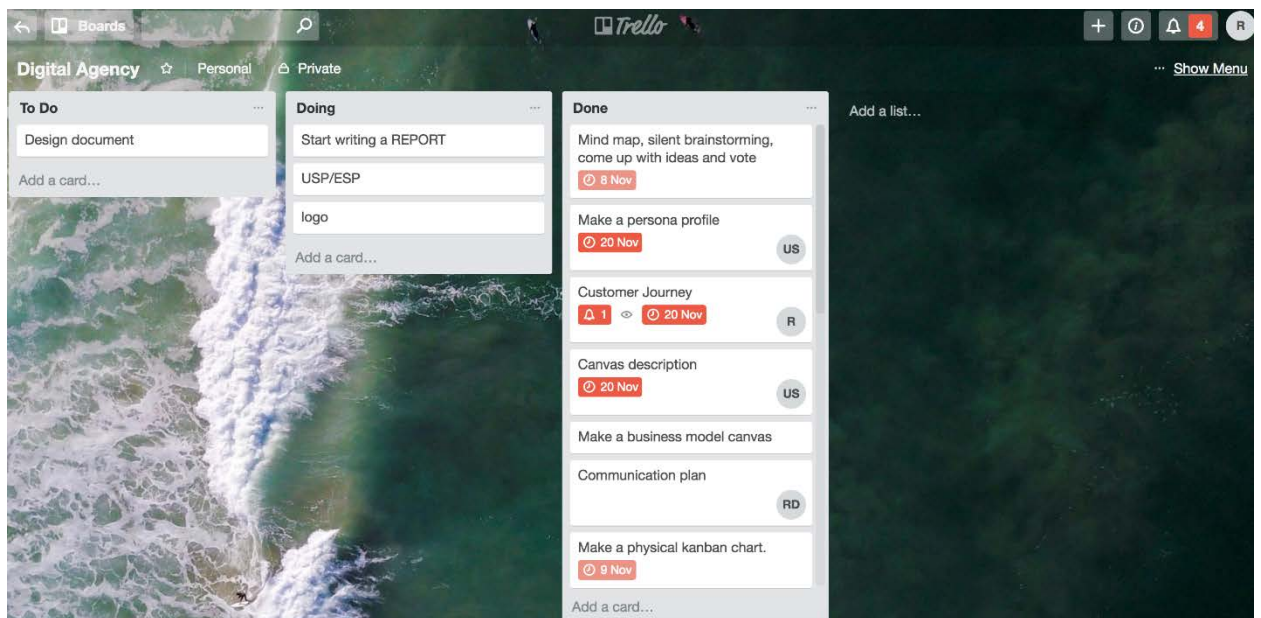 Boards
Trello
4
R
Digital Agency
Personal
Private
... Show Menu
To Do ...
Design document
Add a card...
Doing ...
Start writing a REPORT
USP/ESP
logo
Add a card...
Done ...
Mind map, silent brainstorming,
come up with ideas and vote
8 Nov
Make a persona profile
20 Nov
US
Customer Journey
1 20 Nov
R
Canvas description
20 Nov
US
Make a business model canvas
Communication plan
RD
Make a physical kanban chart.
9 Nov
Add a card...
Add a list...